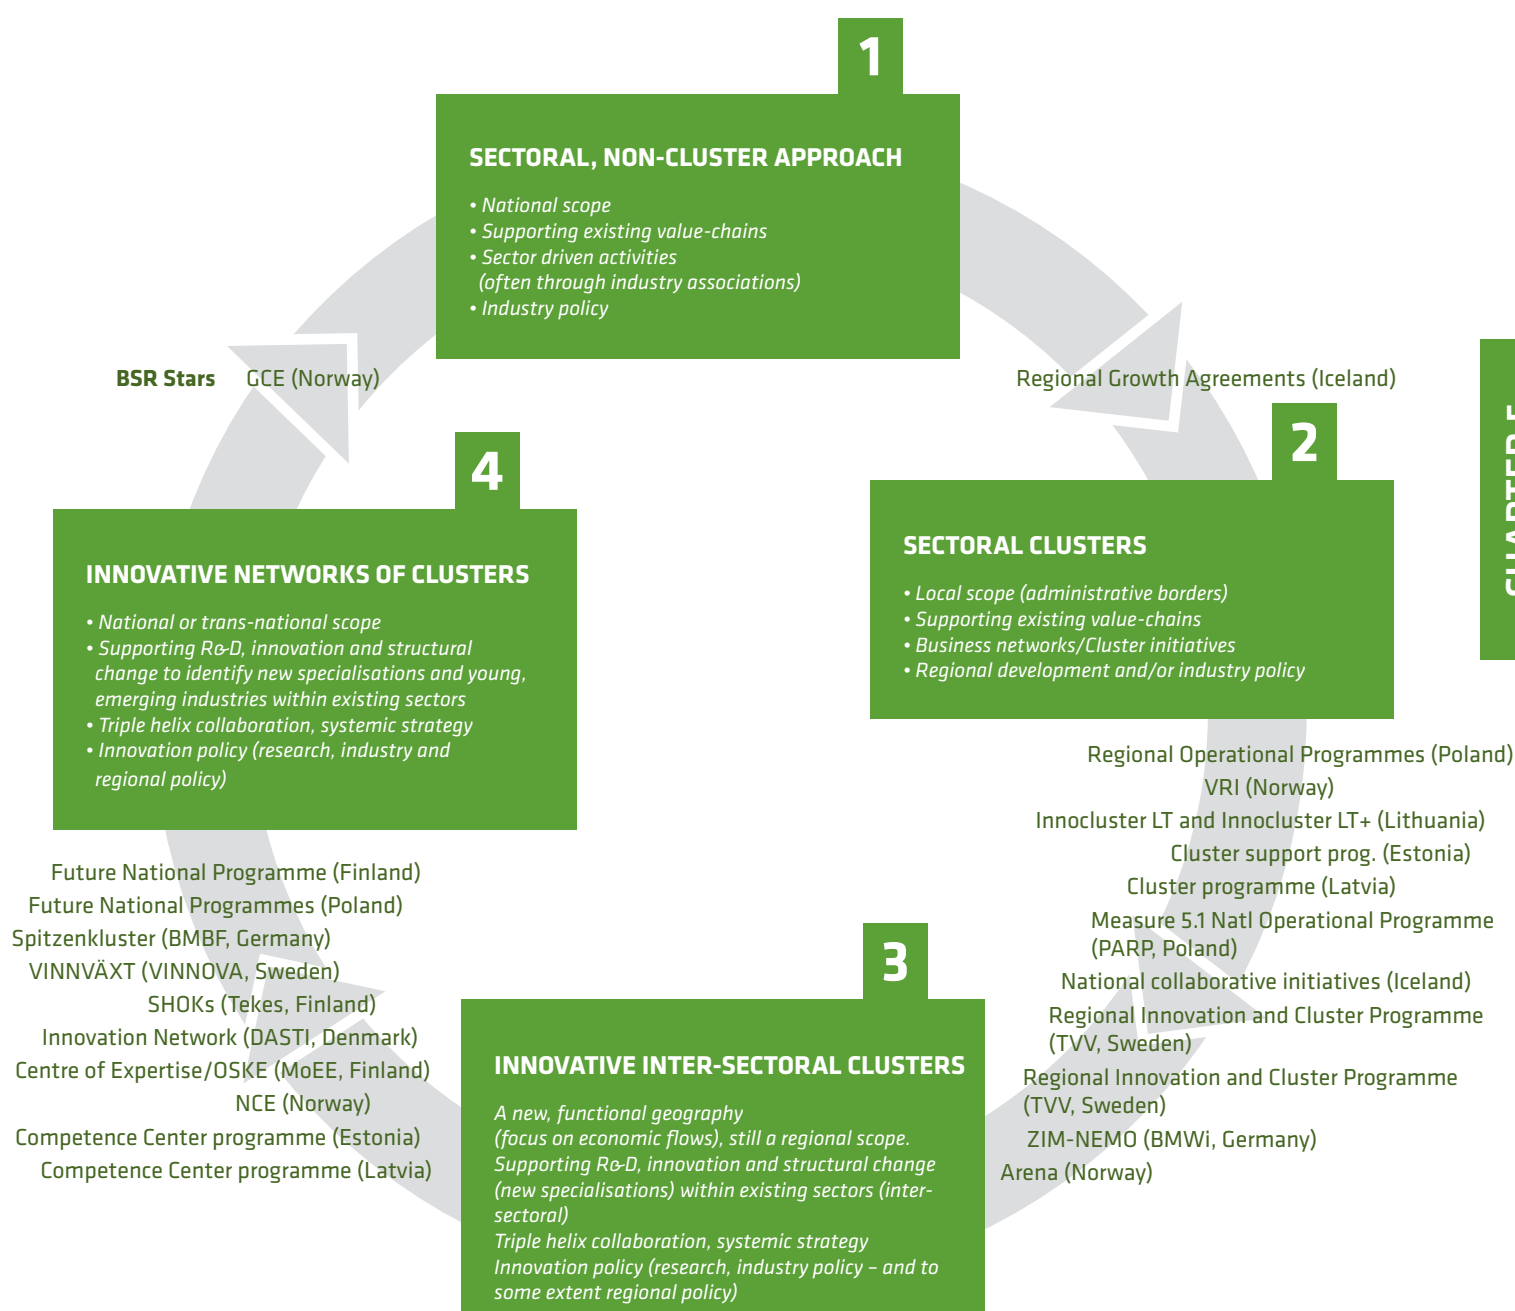 1
SECTORAL, NON-CLUSTER APPROACH
• National scope
• Supporting existing value-chains
• Sector driven activities
(often through industry associations)
• Industry policy
BSR Stars GCE (Norway)
Regional Growth Agreements (Iceland)
2
SECTORAL CLUSTERS
• Local scope (administrative borders)
• Supporting existing value-chains
• Business networks/Cluster initiatives
• Regional development and/or industry policy
4
INNOVATIVE NETWORKS OF CLUSTERS
• National or trans-national scope
• Supporting R&D, innovation and structural
change to identify new specialisations and young,
emerging industries within existing sectors
• Triple helix collaboration, systemic strategy
• Innovation policy (research, industry and
regional policy)
Regional Operational Programmes (Poland)
VRI (Norway)
Innocluster LT and Innocluster LT+ (Lithuania)
Cluster support prog. (Estonia)
Cluster programme (Latvia)
Measure 5.1 Natl Operational Programme
(PARP, Poland)
National collaborative initiatives (Iceland)
Regional Innovation and Cluster Programme
(TVV, Sweden)
Regional Innovation and Cluster Programme
(TVV, Sweden)
ZIM-NEMO (BMWi, Germany)
Arena (Norway)
Future National Programme (Finland)
Future National Programmes (Poland)
Spitzenkluster (BMBF, Germany)
VINNVÄXT (VINNOVA, Sweden)
SHOKs (Tekes, Finland)
Innovation Network (DASTI, Denmark)
Centre of Expertise/OSKE (MoEE, Finland)
NCE (Norway)
Competence Center programme (Estonia)
Competence Center programme (Latvia)
3
INNOVATIVE INTER-SECTORAL CLUSTERS
A new, functional geography
(focus on economic flows), still a regional scope.
Supporting R&D, innovation and structural change
(new specialisations) within existing sectors (inter-
sectoral)
Triple helix collaboration, systemic strategy
Innovation policy (research, industry policy – and to
some extent regional policy)